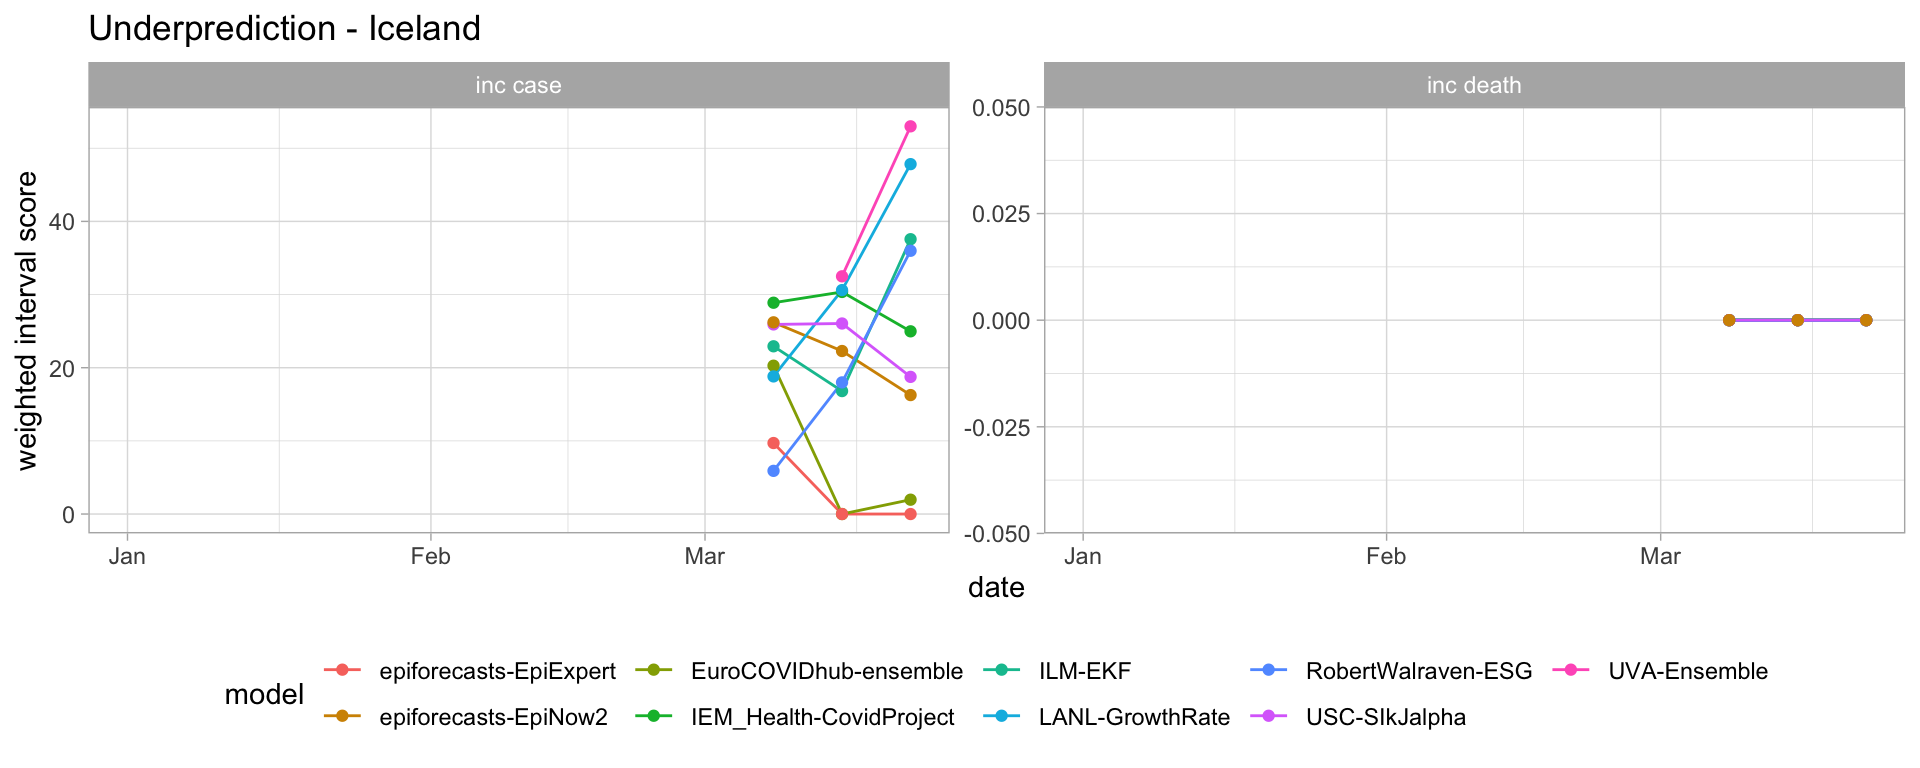 Underprediction - Iceland
inc case
inc death
weighted interval score
40
20
0
0.050
0.025
0.000
-0.025
-0.050
Jan
Feb
Mar
Jan
Feb
Mar
date
model
epiforecasts-EpiExpert
EuroCOVIDhub-ensemble
ILM-EKF
RobertWalraven-ESG
UVA-Ensemble
epiforecasts-EpiNow2
IEM_Health-CovidProject
LANL-GrowthRate
USC-SIkJalpha